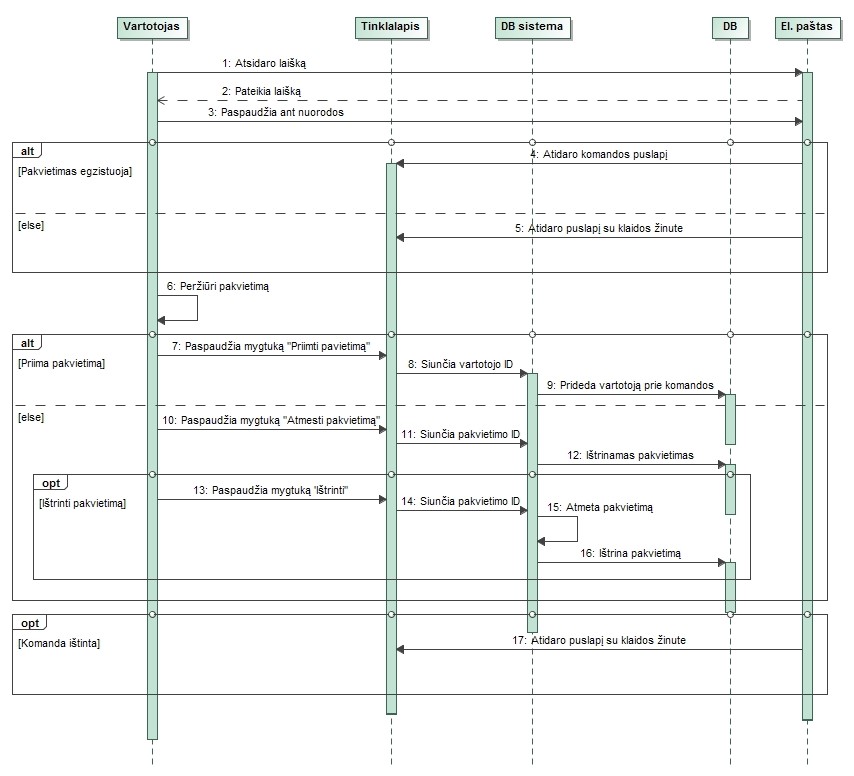 Vartotojas
Tinklalapis
DB sistema
DB
El. paštas
1: Atsidaro laišką
2: Pateikia laišką
3: Paspaudžia ant nuorodos
alt
4: Atidaro komandos puslapį
[Pakvietimas egzistuoja]
[else]
5: Atidaro puslapį su klaidos žinute
6: Peržiūri pakvietimą
alt
7: Paspaudžia mygtuką "Priimti pavietimą"
[Priima pakvietimą]
8: Siunčia vartotojo ID
9: Prideda vartotoją prie komandos
[else]
10: Paspaudžia mygtuką "Atmesti pakvietimą"
11: Siunčia pakvietimo ID
12: Ištrinamas pakvietimas
opt
13: Paspaudžia mygtuką "Ištrinti"
[Ištrinti pakvietimą]
14: Siunčia pakvietimo ID
15: Atmeta pakvietimą
16: Ištrina pakvietimą
opt
[Komanda ištinta]
17: Atidaro puslapį su klaidos žinute